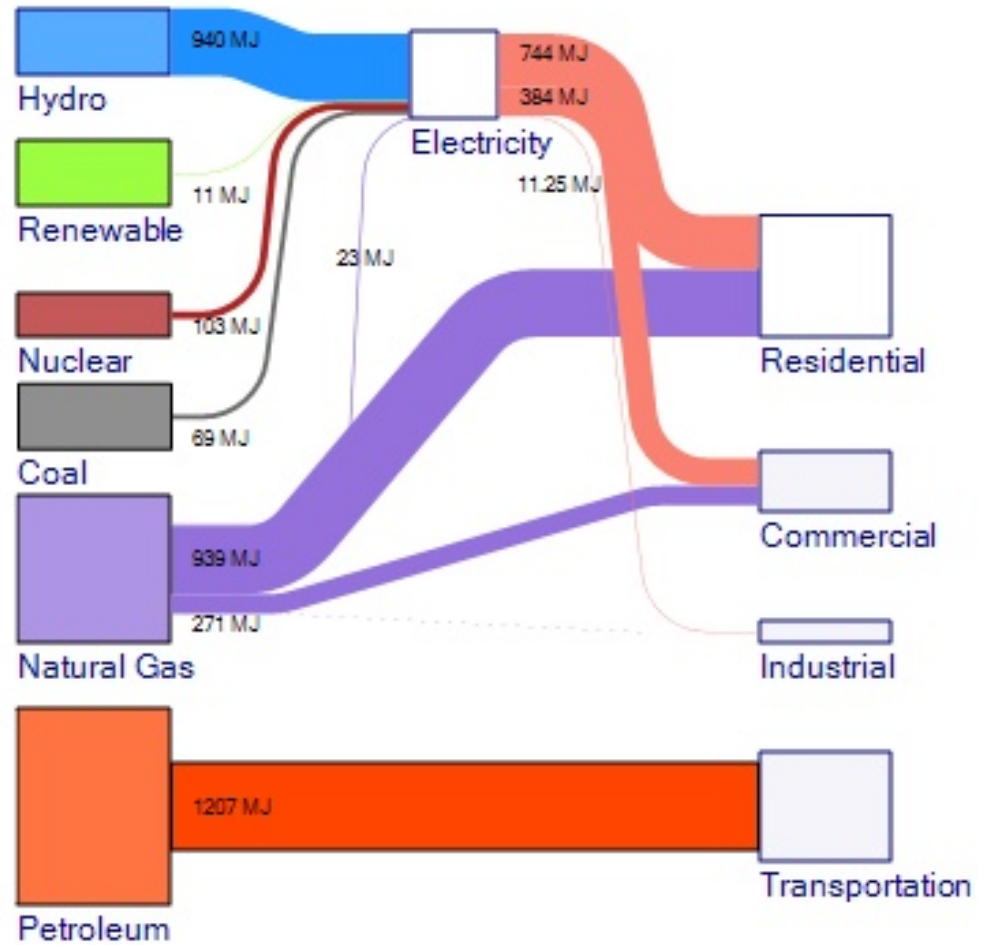 940 MJ
Hydro
11 MJ
Renewable
103 MJ
Nuclear
69 MJ
Coal
939 MJ
271 MJ
Natural Gas
1207 MJ
Petroleum
23 MJ
Electricity
744 MJ
384 MJ
11.25 MJ
Residential
Commercial
Industrial
Transportation